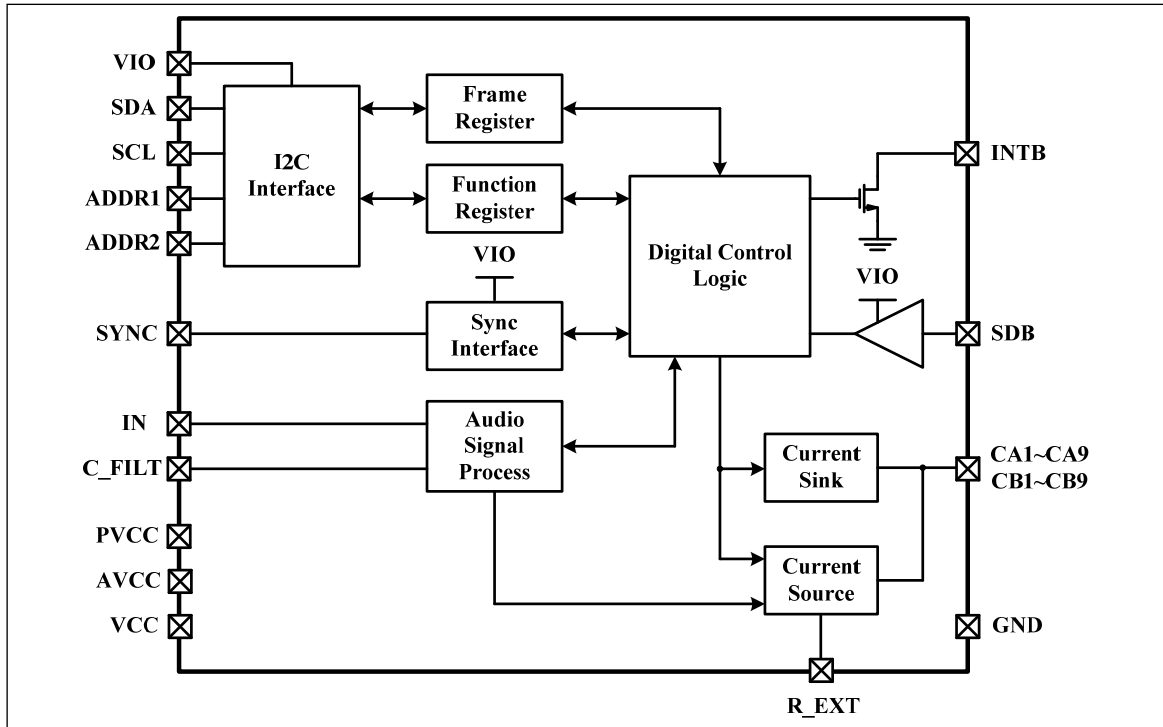 VIO
SDA
SCL
ADDR1
ADDR2
SYNC
IN
C_FILT
PVCC
AVCC
VCC
I2C
Interface
Frame
Register
Function
Register
VIO
Sync
Interface
Audio
Signal
Process
Digital Control
Logic
VIO
Current
Sink
Current
Source
INTB
SDB
CA1~CA9
CB1~CB9
GND
R_EXT